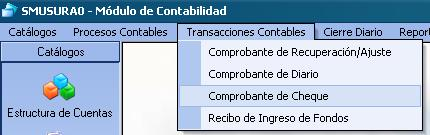 SMUSURA0 - Módulo de Contabilidad
Catálogos Procesos Contables Transacciones Contables Cierre Diario Report
Catálogos
Comprobante de Recuperación/Ajuste
Comprobante de Diario
Comprobante de Cheque
Recibo de Ingreso de Fondos
Estructura de Cuentas